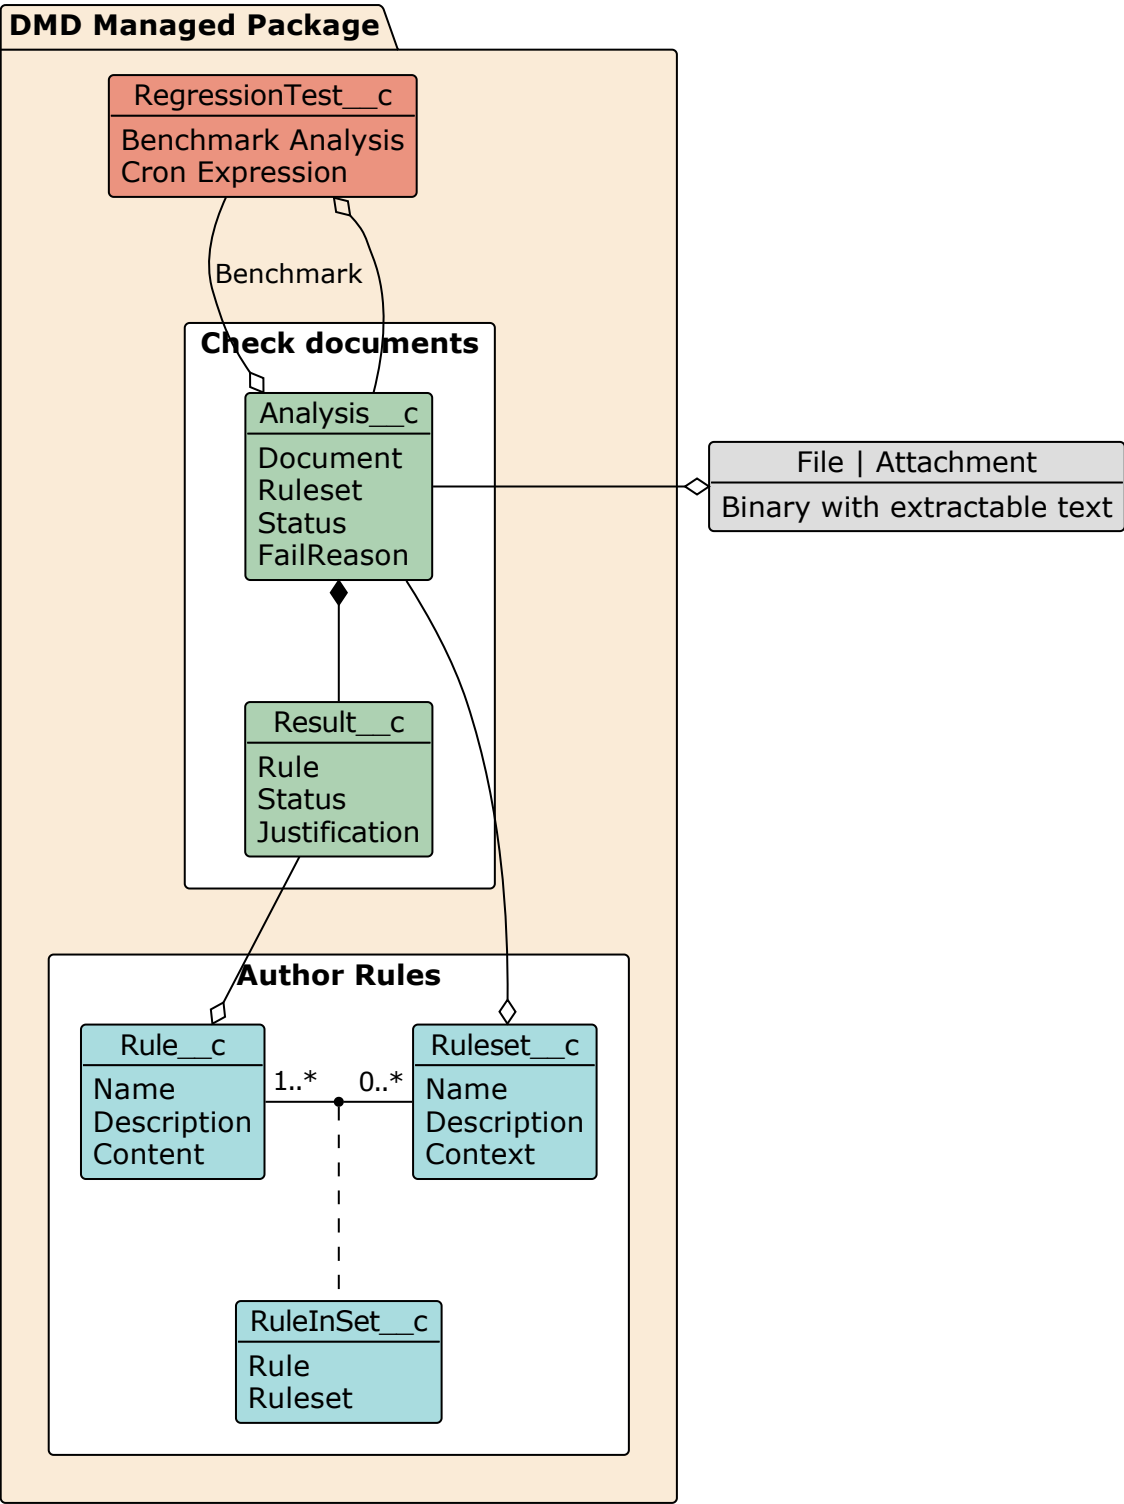 DMD Managed Package
RegressionTest__c
Benchmark Analysis
Cron Expression
Benchmark
Check documents
Analysis__c
Document
Ruleset
Status
FailReason
File | Attachment
Binary with extractable text
Result__c
Rule
Status
Justification
Author Rules
Rule__c
Name
Description
Content
1..*
0..*
Ruleset__c
Name
Description
Context
RuleInSet__c
Rule
Ruleset